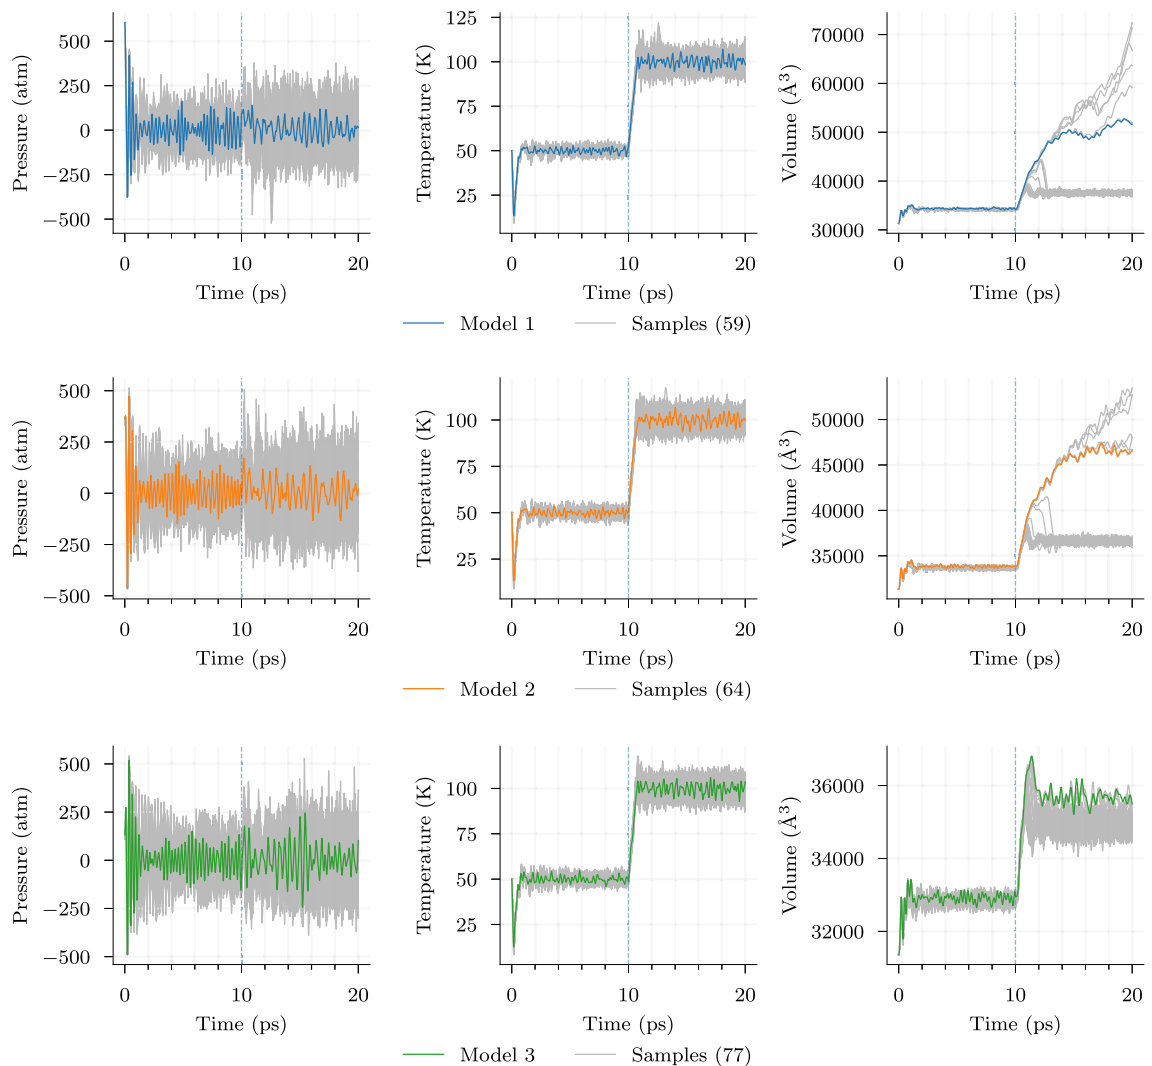 Pressure (atm)
500
250
0
−250
−500
0
10
20
Time (ps)
Temperature (K)
125
100
75
50
25
0
10
20
Time (ps)
Volume (Å³)
70000
60000
50000
40000
30000
0
10
20
Time (ps)
Model 1
Samples (59)
Pressure (atm)
500
250
0
−250
−500
0
10
20
Time (ps)
Temperature (K)
100
75
50
25
0
10
20
Time (ps)
Volume (Å³)
50000
45000
40000
35000
0
10
20
Time (ps)
Model 2
Samples (64)
Pressure (atm)
500
250
0
−250
−500
0
10
20
Time (ps)
Temperature (K)
100
75
50
25
0
10
20
Time (ps)
Volume (Å³)
36000
34000
32000
0
10
20
Time (ps)
Model 3
Samples (77)